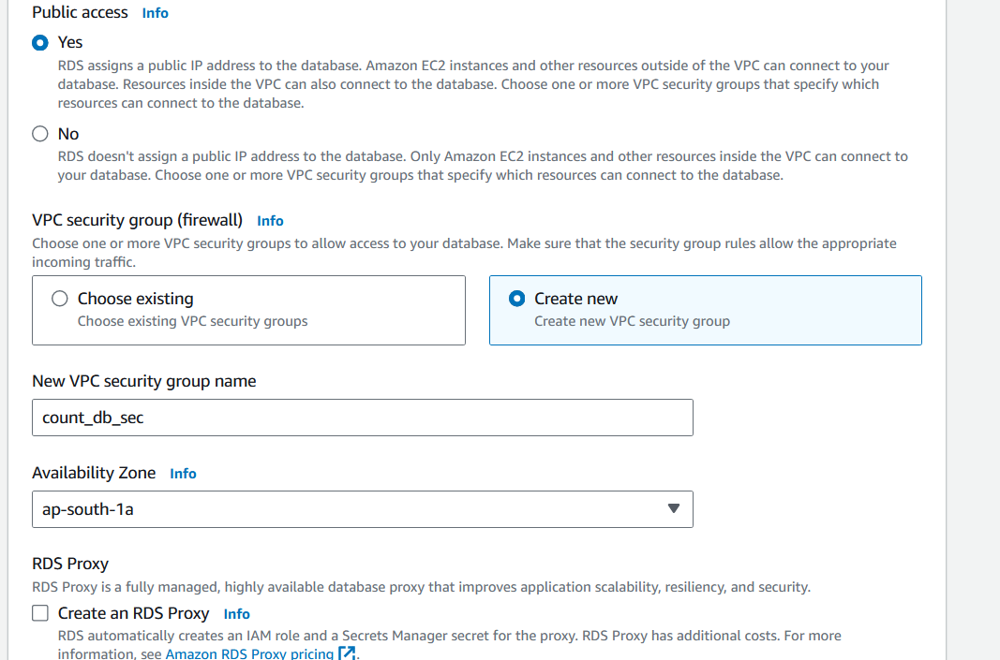 Public access Info
Yes
RDS assigns a public IP address to the database. Amazon EC2 instances and other resources outside of the VPC can connect to your
database. Resources inside the VPC can also connect to the database. Choose one or more VPC security groups that specify which
resources can connect to the database.
No
RDS doesn't assign a public IP address to the database. Only Amazon EC2 instances and other resources inside the VPC can connect to
your database. Choose one or more VPC security groups that specify which resources can connect to the database.
VPC security group (firewall) Info
Choose one or more VPC security groups to allow access to your database. Make sure that the security group rules allow the appropriate
incoming traffic.
Choose existing
Choose existing VPC security groups
Create new
Create new VPC security group
New VPC security group name
count_db_sec
Availability Zone Info
ap-south-1a
RDS Proxy
RDS Proxy is a fully managed, highly available database proxy that improves application scalability, resiliency, and security.
Create an RDS Proxy Info
RDS automatically creates an IAM role and a Secrets Manager secret for the proxy. RDS Proxy has additional costs. For more
information, see Amazon RDS Proxy pricing.